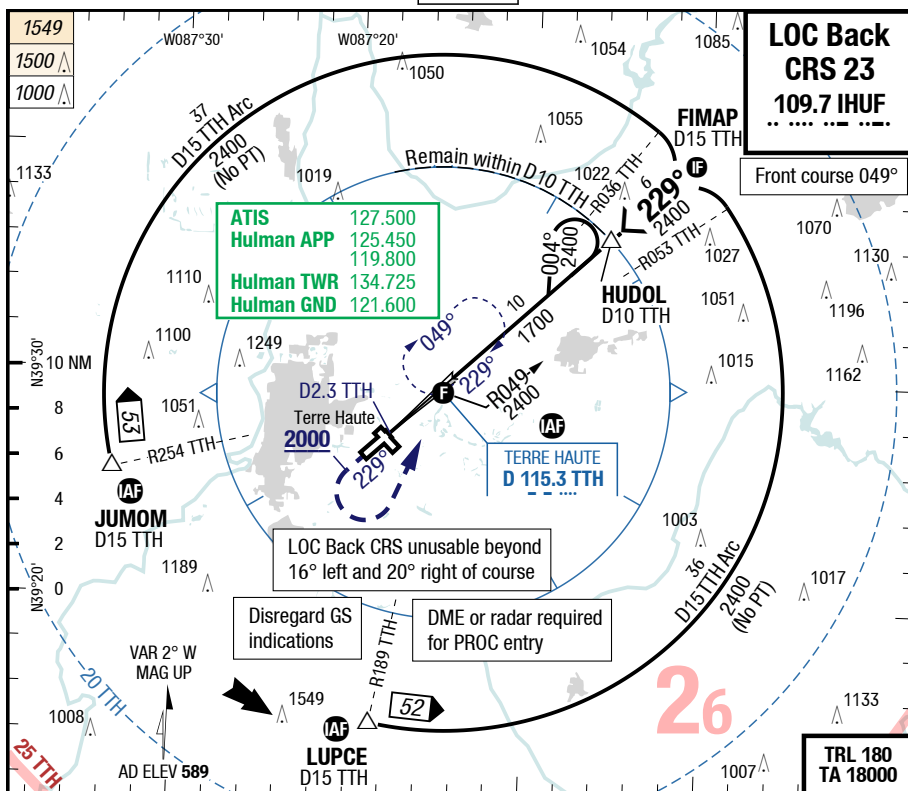 1549
1500
1000
W087°30'
W087°20'
1054
1085
1050
LOC Back
CRS 23
109.7 IHUF
Front course 049°
FIMAP
D15 TTH
IF
37
D15 TTH Arc
2400
(No PT)
1055
Remain within D10 TTH
1022
R036 TTH
6
229°
2400
R053 TTH
1133
1019
1070
1027
1130
ATIS 127.500
Hulman APP 125.450
119.800
Hulman TWR 134.725
Hulman GND 121.600
004°
2400
HUDOL
D10 TTH
1110
1051
1196
10
1700
049°
229°
1100
1249
1015
1162
N39°30'
10 NM
8
6
4
2
0
N39°20'
D2.3 TTH
F
R049
2400
1051
53
Terre Haute
2000
229°
IAF
R254 TTH
TERRE HAUTE
D 115.3 TTH
IAF
JUMOM
D15 TTH
1003
LOC Back CRS unusable beyond
16° left and 20° right of course
36
D15 TTH Arc
2400
(No PT)
1189
1017
Disregard GS
indications
DME or radar required
for PROC entry
R189 TTH
VAR 2° W
MAG UP
20 TTH
1549
52
26
1133
1008
IAF
LUPCE
D15 TTH
25 TTH
AD ELEV 589
1007
TRL 180
TA 18000